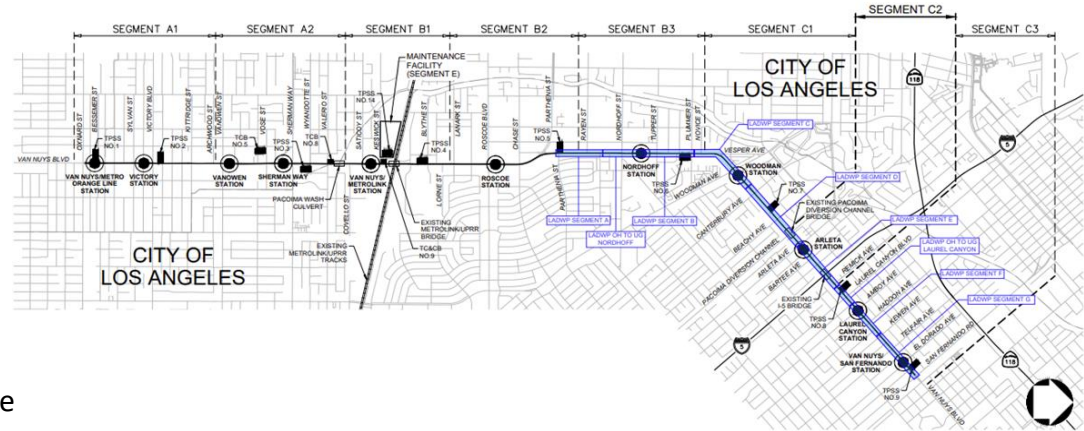 SEGMENT C2
SEGMENT A1
SEGMENT A2
SEGMENT B1
SEGMENT B2
SEGMENT B3
SEGMENT C1
SEGMENT C3
MAINTENANCE
FACILITY
(SEGMENT E)
CITY OF
LOS ANGELES
118
5
OXNARD ST
BESSEMER ST
SYLVAN ST
VICTORY BLVD
KITTRIDGE ST
ARCHWOOD ST
VANOWEN ST
VOSE ST
SHERMAN WAY
WYANDOTTE ST
VALERIO ST
COVELLO ST
SATICOY ST
KESWICK ST
BLYTHE ST
LORNE ST
LANARK ST
ROSCOE BLVD
CHASE ST
PARTHENIA ST
PARTHENIA ST
RAYEN ST
NORDHOFF ST
TUPPER ST
PLUMMER ST
NOVICE ST
TPSS
NO.1
TPSS
NO.2
TCB
NO.5
TPSS
NO.3
TCB
NO.8
TPSS
NO.14
TPSS
NO.4
TPSS
NO.5
TPSS
NO.6
TPSS
NO.7
VAN NUYS BLVD
VAN NUYS/METRO
ORANGE LINE
STATION
VICTORY
STATION
VANOWEN
STATION
SHERMAN WAY
STATION
PACOIMA WASH
CULVERT
VAN NUYS/
METROLINK
STATION
ROSCOE
STATION
NORDHOFF
STATION
LADWP SEGMENT C
VESPER AVE
WOODMAN
STATION
WOODMAN AVE
LADWP SEGMENT D
EXISTING PACOIMA
DIVERSION CHANNEL
BRIDGE
LADWP SEGMENT A
LADWP SEGMENT B
LADWP OH TO UG
NORDHOFF
CANTERBURY AVE
BEACHY AVE
PACOIMA DIVERSION CHANNEL
ARLETA AVE
BARTEE AVE
LADWP SEGMENT E
ARLETA
STATION
REMICK AVE
LAUREL CANYON BLVD
LADWP OH TO UG
LAUREL CANYON
EXISTING
METROLINK/UPRR
BRIDGE
TC&CB
NO.9
EXISTING
METROLINK/UPRR
TRACKS
CITY OF
LOS ANGELES
AMBOY AVE
HADDON AVE
LADWP SEGMENT F
KEWEN AVE
LADWP SEGMENT G
TELFAIR AVE
EL DORADO AVE
SAN FERNANDO RD
EXISTING
I-5 BRIDGE
TPSS
NO.8
LAUREL
CANYON
STATION
VAN NUYS/
SAN FERNANDO
STATION
TPSS
NO.9
VAN NUYS BLVD
5
5
118
e